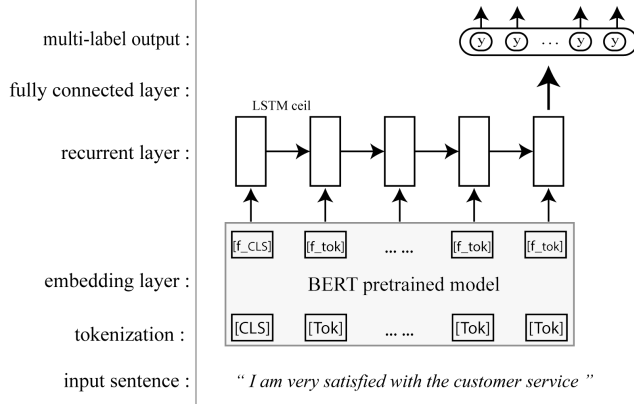 multi-label output : y y ... y y
fully connected layer :
LSTM ceil
recurrent layer :
[f_CLS] [f_tok] ... ... [f_tok] [f_tok]
embedding layer : BERT pretrained model
tokenization : [CLS] [Tok] ... ... [Tok] [Tok]
input sentence : “ I am very satisfied with the customer service ”